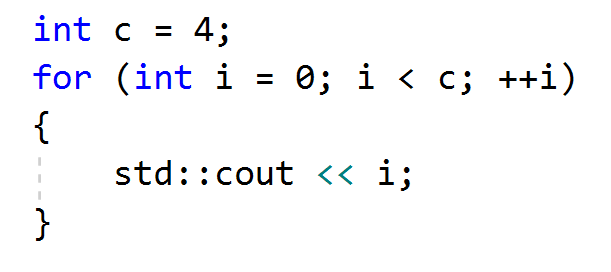 int c = 4;
for (int i = 0; i < c; ++i)
{
    std::cout << i;
}